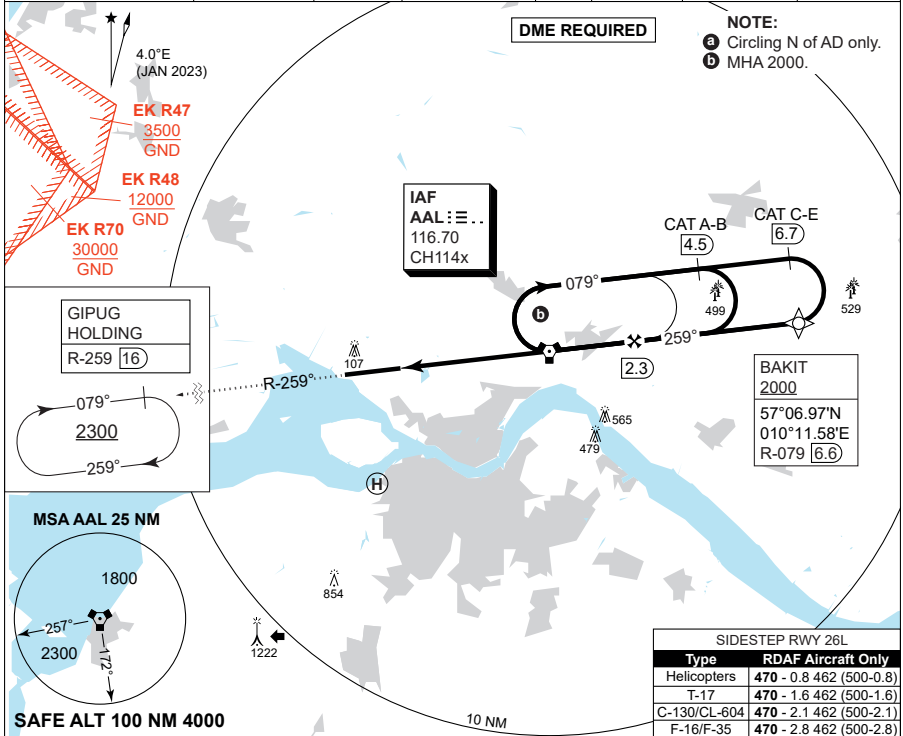 DME REQUIRED
NOTE:
a Circling N of AD only.
b MHA 2000.
4.0°E
(JAN 2023)
EK R47
3500
GND
EK R48
12000
GND
EK R70
30000
GND
IAF
AAL
116.70
CH114x
CAT A-B
4.5
CAT C-E
6.7
079°
499
529
b
259°
2.3
GIPUG
HOLDING
R-259 16
079°
2300
259°
107
R-259°
BAKIT
2000
57°06.97'N
010°11.58'E
R-079 6.6
565
479
H
MSA AAL 25 NM
1800
257°
2300
172°
SAFE ALT 100 NM 4000
854
1222
10 NM
SIDESTEP RWY 26L
Type RDAF Aircraft Only
Helicopters 470 - 0.8 462 (500-0.8)
T-17 470 - 1.6 462 (500-1.6)
C-130/CL-604 470 - 2.1 462 (500-2.1)
F-16/F-35 470 - 2.8 462 (500-2.8)